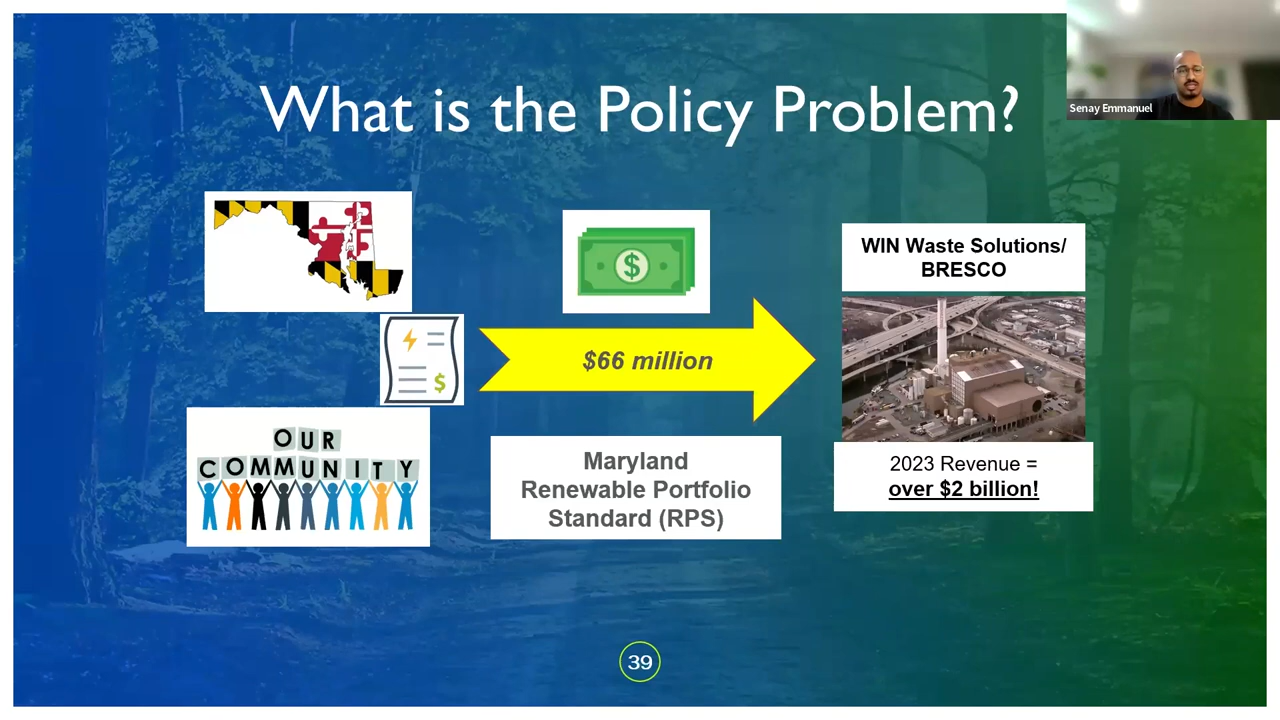 What is the Policy Problem?
Senay Emmanuel
$
$66 million
$
OUR
COMMUNITY
Maryland
Renewable Portfolio
Standard (RPS)
WIN Waste Solutions/
BRESCO
2023 Revenue =
over $2 billion!
39